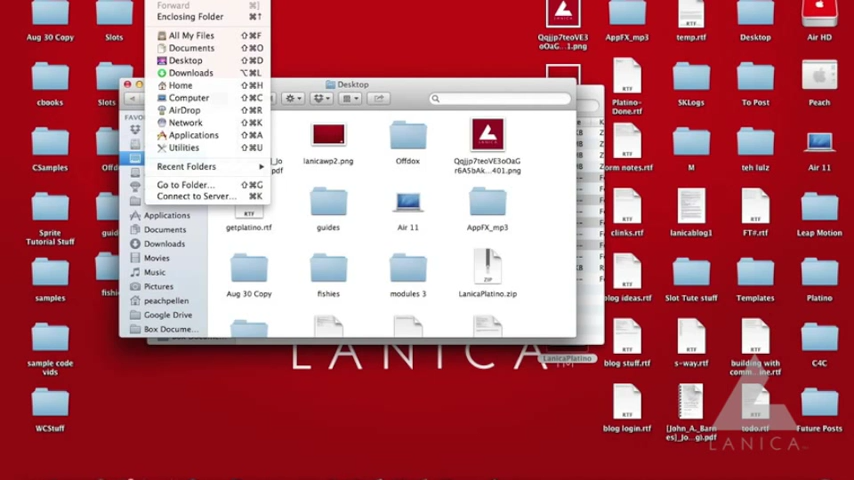 Forward ⌘]
Enclosing Folder ⌘↑
All My Files ⇧⌘F
Documents ⇧⌘O
Desktop ⇧⌘D
Downloads ⌥⌘L
Home ⇧⌘H
Computer ⇧⌘C
AirDrop ⇧⌘R
Network ⇧⌘K
Applications ⇧⌘A
Utilities ⇧⌘U
Recent Folders
Go to Folder... ⇧⌘G
Connect to Server... ⌘K
Desktop
FAVO
Applications
Documents
Downloads
Movies
Music
Pictures
peachpellen
Google Drive
Box Docume...
lanicawp2.png
Offdox
Qqjjp7teoVE3oOaG
r6A5bAk...401.png
getplatino.rtf
guides
Air 11
AppFX_mp3
Aug 30 Copy
fishies
modules 3
LanicaPlatino.zip
ZIP
LanicaPlatino
LANICA
Aug 30 Copy
Slots
cbooks
Slots
CSamples
Offd
Sprite
Tutorial Stuff
guid
samples
fishi
sample code
vids
WCStuff
Qqjjp7teoVE3
oOaG...1.png
AppFX_mp3
temp.rtf
Desktop
Air HD
Platino-
Done.rtf
SKLogs
To Post
Peach
orm notes.rtf
M
teh lulz
Air 11
clinks.rtf
lanicablog1
FT#.rtf
Leap Motion
blog ideas.rtf
Slot Tute stuff
Templates
Platino
blog stuff.rtf
s-way.rtf
building with
com...ine.rtf
C4C
blog login.rtf
[John_A._Barn
es]_Jo...gi.pdf
todo.rtf
Future Posts
LANICA